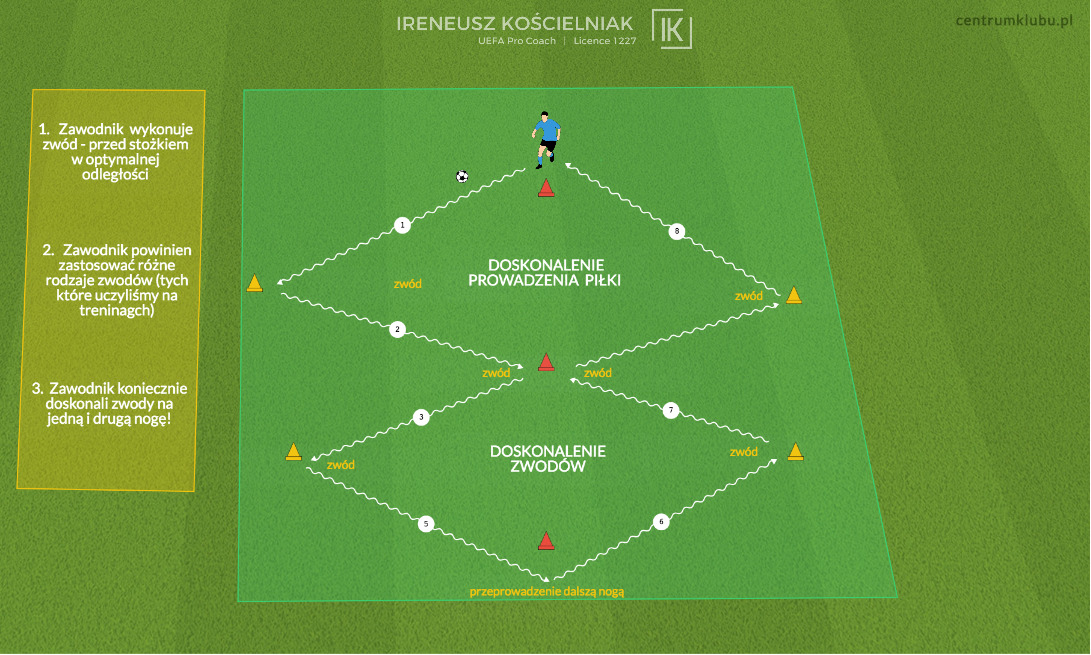 IRENEUSZ KOŚCIELNIAK
UEFA Pro Coach | Licence 1227
IK
centrumklubu.pl
1. Zawodnik wykonuje
zwód - przed stożkiem
w optymalnej
odległości
2. Zawodnik powinien
zastosować różne
rodzaje zwodów (tych
które uczyliśmy na
treninagch)
3. Zawodnik koniecznie
doskonali zwody na
jedną i drugą nogę!
1
8
DOSKONALENIE
PROWADZENIA PIŁKI
zwód
zwód
2
zwód
zwód
3
7
DOSKONALENIE
ZWODÓW
zwód
zwód
5
6
przeprowadzenie dalszą nogą